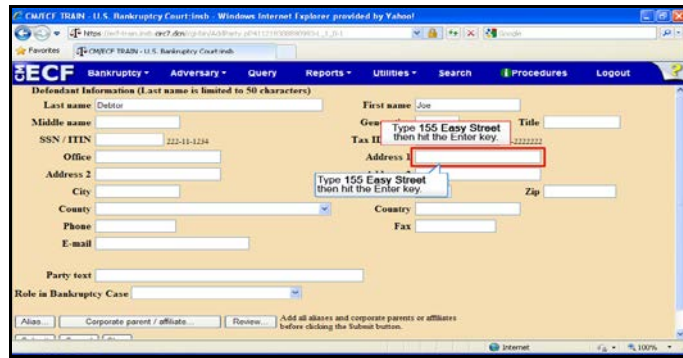 CM/ECF TRAIN - U.S. Bankruptcy Court:insb - Windows Internet Explorer provided by Yahoo!
Google
Favorites CM/ECF TRAIN - U.S. Bankruptcy Court:insb
ECF Bankruptcy Adversary Query Reports Utilities Search Procedures Logout ?
Defendant Information (Last name is limited to 50 characters)
Last name Debtor First name Joe
Middle name Title
SSN / ITIN 222-11-1234
Type 155 Easy Street
then hit the Enter key.
Office Address 1
Address 2
Type 155 Easy Street
then hit the Enter key.
City Zip
County Country
Phone Fax
E-mail
Party text
Role in Bankruptcy Case
Alias... Corporate parent / affiliate... Review... Add all aliases and corporate parents or affiliates
before clicking the Submit button.
Internet 100%